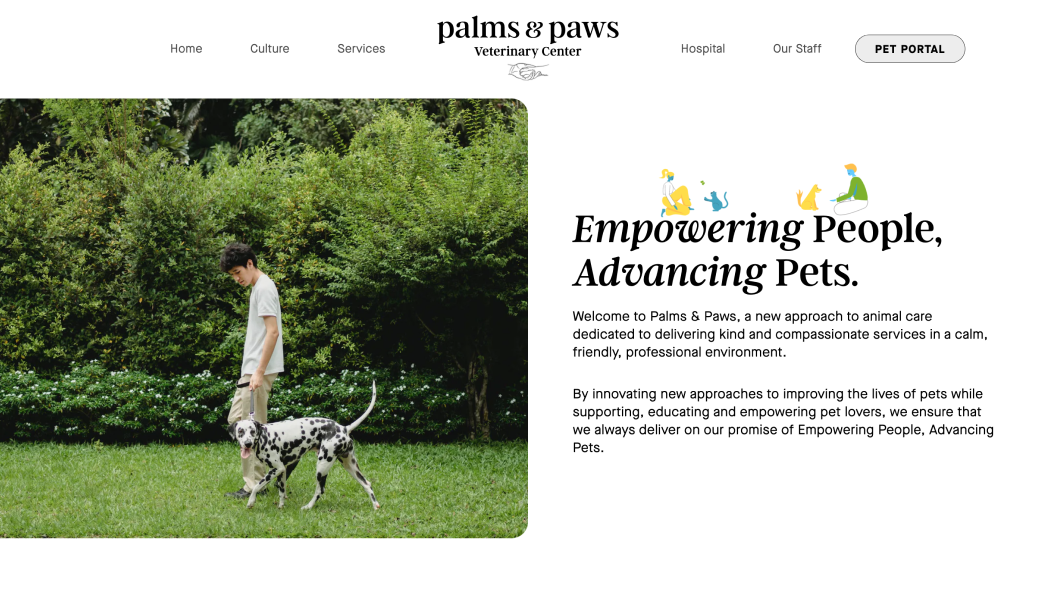 Home
Culture
Services
palms & paws
Veterinary Center
Hospital
Our Staff
PET PORTAL
Empowering People,
Advancing Pets.
Welcome to Palms & Paws, a new approach to animal care
dedicated to delivering kind and compassionate services in a calm,
friendly, professional environment.
By innovating new approaches to improving the lives of pets while
supporting, educating and empowering pet lovers, we ensure that
we always deliver on our promise of Empowering People, Advancing
Pets.